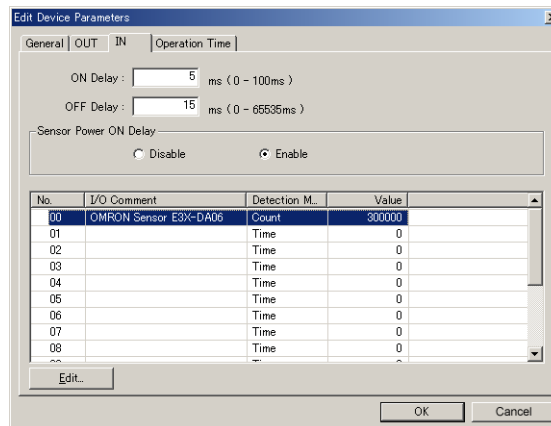 Edit Device Parameters
General OUT IN Operation Time
ON Delay : 5 ms ( 0 - 100ms )
OFF Delay : 15 ms ( 0 - 65535ms )
Sensor Power ON Delay
Disable Enable
No. I/O Comment Detection M... Value
00 OMRON Sensor E3X-DA06 Count 300000
01 Time 0
02 Time 0
03 Time 0
04 Time 0
05 Time 0
06 Time 0
07 Time 0
08 Time 0
Edit...
OK Cancel